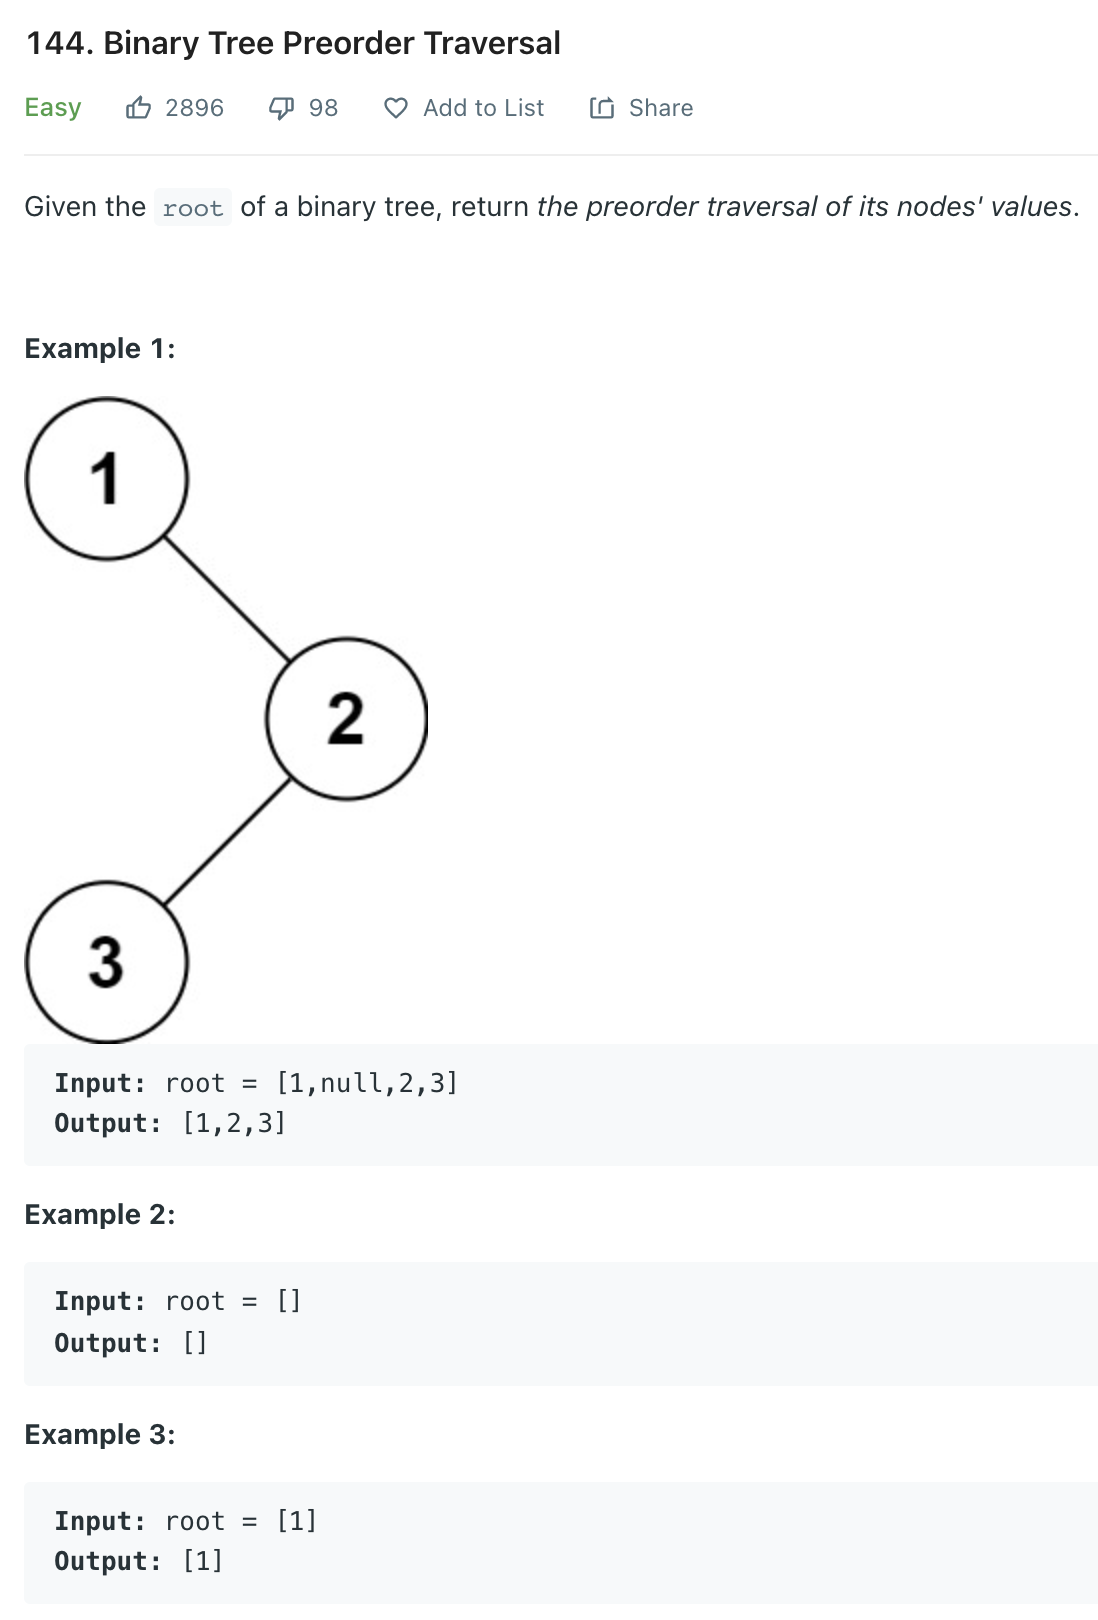 144. Binary Tree Preorder Traversal
Easy 2896 98 Add to List Share
Given the root of a binary tree, return the preorder traversal of its nodes' values.
Example 1:
1
2
3
Input: root = [1,null,2,3]
Output: [1,2,3]
Example 2:
Input: root = []
Output: []
Example 3:
Input: root = [1]
Output: [1]